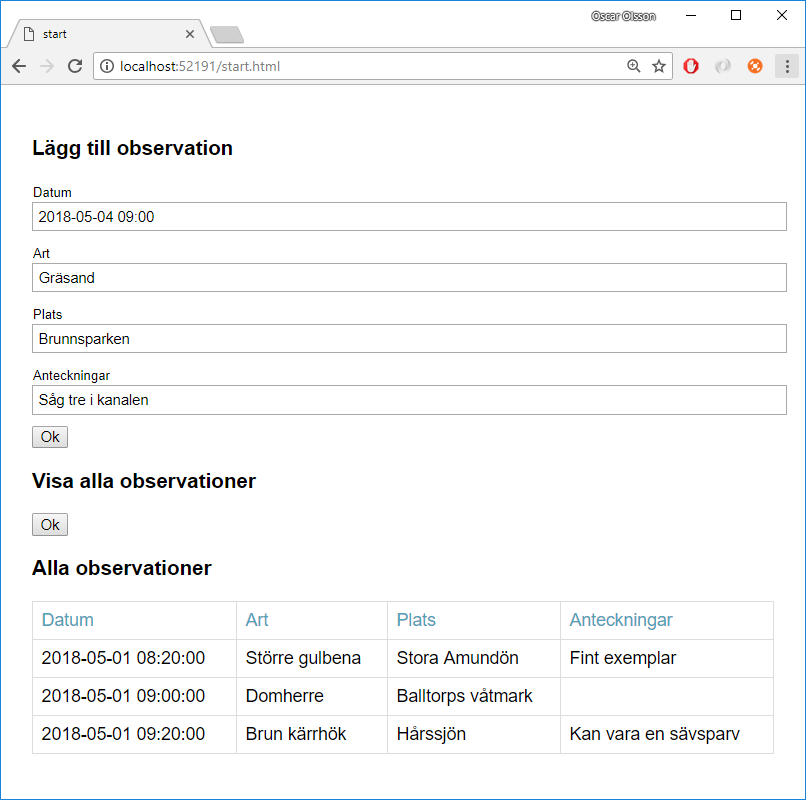 Oscar Olsson
start
localhost:52191/start.html
Lägg till observation
Datum
2018-05-04 09:00
Art
Gräsand
Plats
Brunnsparken
Anteckningar
Såg tre i kanalen
Ok
Visa alla observationer
Ok
Alla observationer
Datum Art Plats Anteckningar
2018-05-01 08:20:00 Större gulbena Stora Amundön Fint exemplar
2018-05-01 09:00:00 Domherre Balltorps våtmark
2018-05-01 09:20:00 Brun kärrhök Hårssjön Kan vara en sävsparv